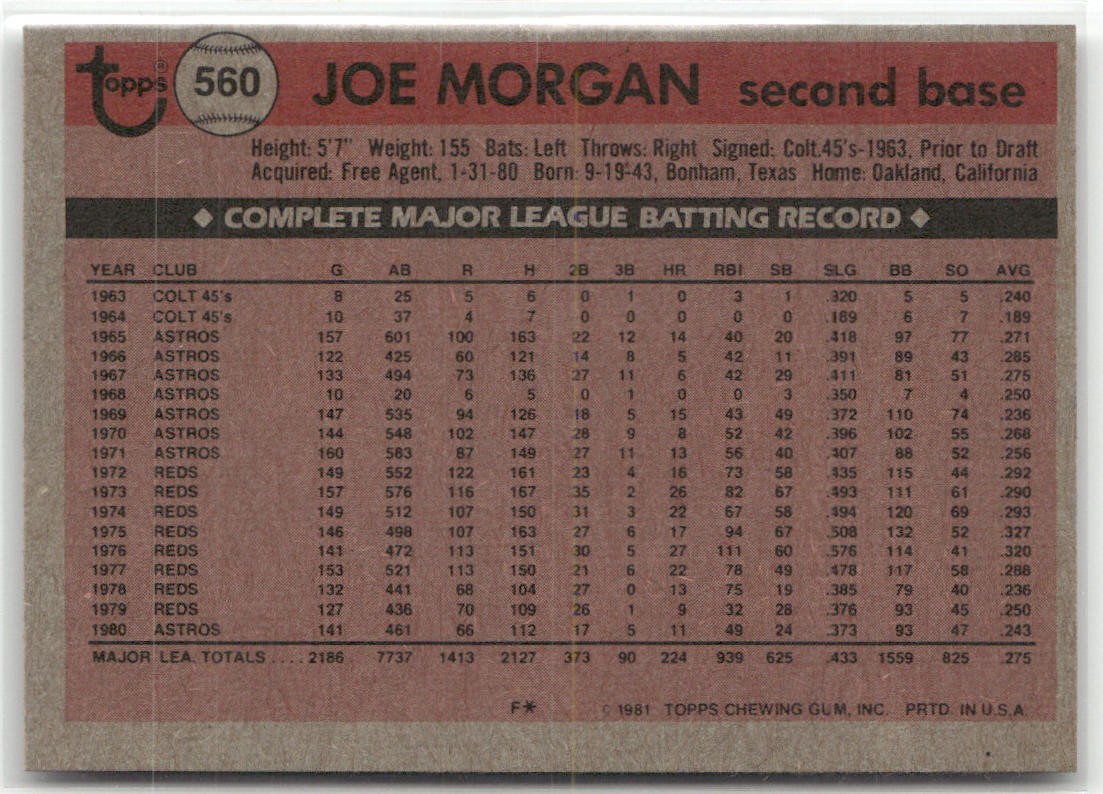 topps® 560 JOE MORGAN second base
Height: 5'7" Weight: 155 Bats: Left Throws: Right Signed: Colt.45's-1963, Prior to Draft
Acquired: Free Agent, 1-31-80 Born: 9-19-43, Bonham, Texas Home: Oakland, California
◆ COMPLETE MAJOR LEAGUE BATTING RECORD ◆
YEAR CLUB G AB R H 2B 3B HR RBI SB SLG BB SO AVG
1963 COLT 45's 8 25 5 6 0 1 0 3 1 .320 5 5 .240
1964 COLT 45's 10 37 4 7 0 0 0 0 0 .189 6 7 .189
1965 ASTROS 157 601 100 163 22 12 14 40 20 .418 97 77 .271
1966 ASTROS 122 425 60 121 14 8 5 42 11 .391 89 43 .285
1967 ASTROS 133 494 73 136 27 11 6 42 29 .411 81 51 .275
1968 ASTROS 10 20 6 5 0 1 0 0 3 .350 7 4 .250
1969 ASTROS 147 535 94 126 18 5 15 43 49 .372 110 74 .236
1970 ASTROS 144 548 102 147 28 9 8 52 42 .396 102 55 .268
1971 ASTROS 160 583 87 149 27 11 13 56 40 .407 88 52 .256
1972 REDS 149 552 122 161 23 4 16 73 58 .435 115 44 .292
1973 REDS 157 576 116 167 35 2 26 82 67 .493 111 61 .290
1974 REDS 149 512 107 150 31 3 22 67 58 .494 120 69 .293
1975 REDS 146 498 107 163 27 6 17 94 67 .508 132 52 .327
1976 REDS 141 472 113 151 30 5 27 111 60 .576 114 41 .320
1977 REDS 153 521 113 150 21 6 22 78 49 .478 117 58 .288
1978 REDS 132 441 68 104 27 0 13 75 19 .385 79 40 .236
1979 REDS 127 436 70 109 26 1 9 32 28 .376 93 45 .250
1980 ASTROS 141 461 66 112 17 5 11 49 24 .373 93 47 .243
MAJOR LEA. TOTALS .... 2186 7737 1413 2127 373 90 224 939 625 .433 1559 825 .275
F* © 1981 TOPPS CHEWING GUM, INC. PRTD. IN U.S.A.